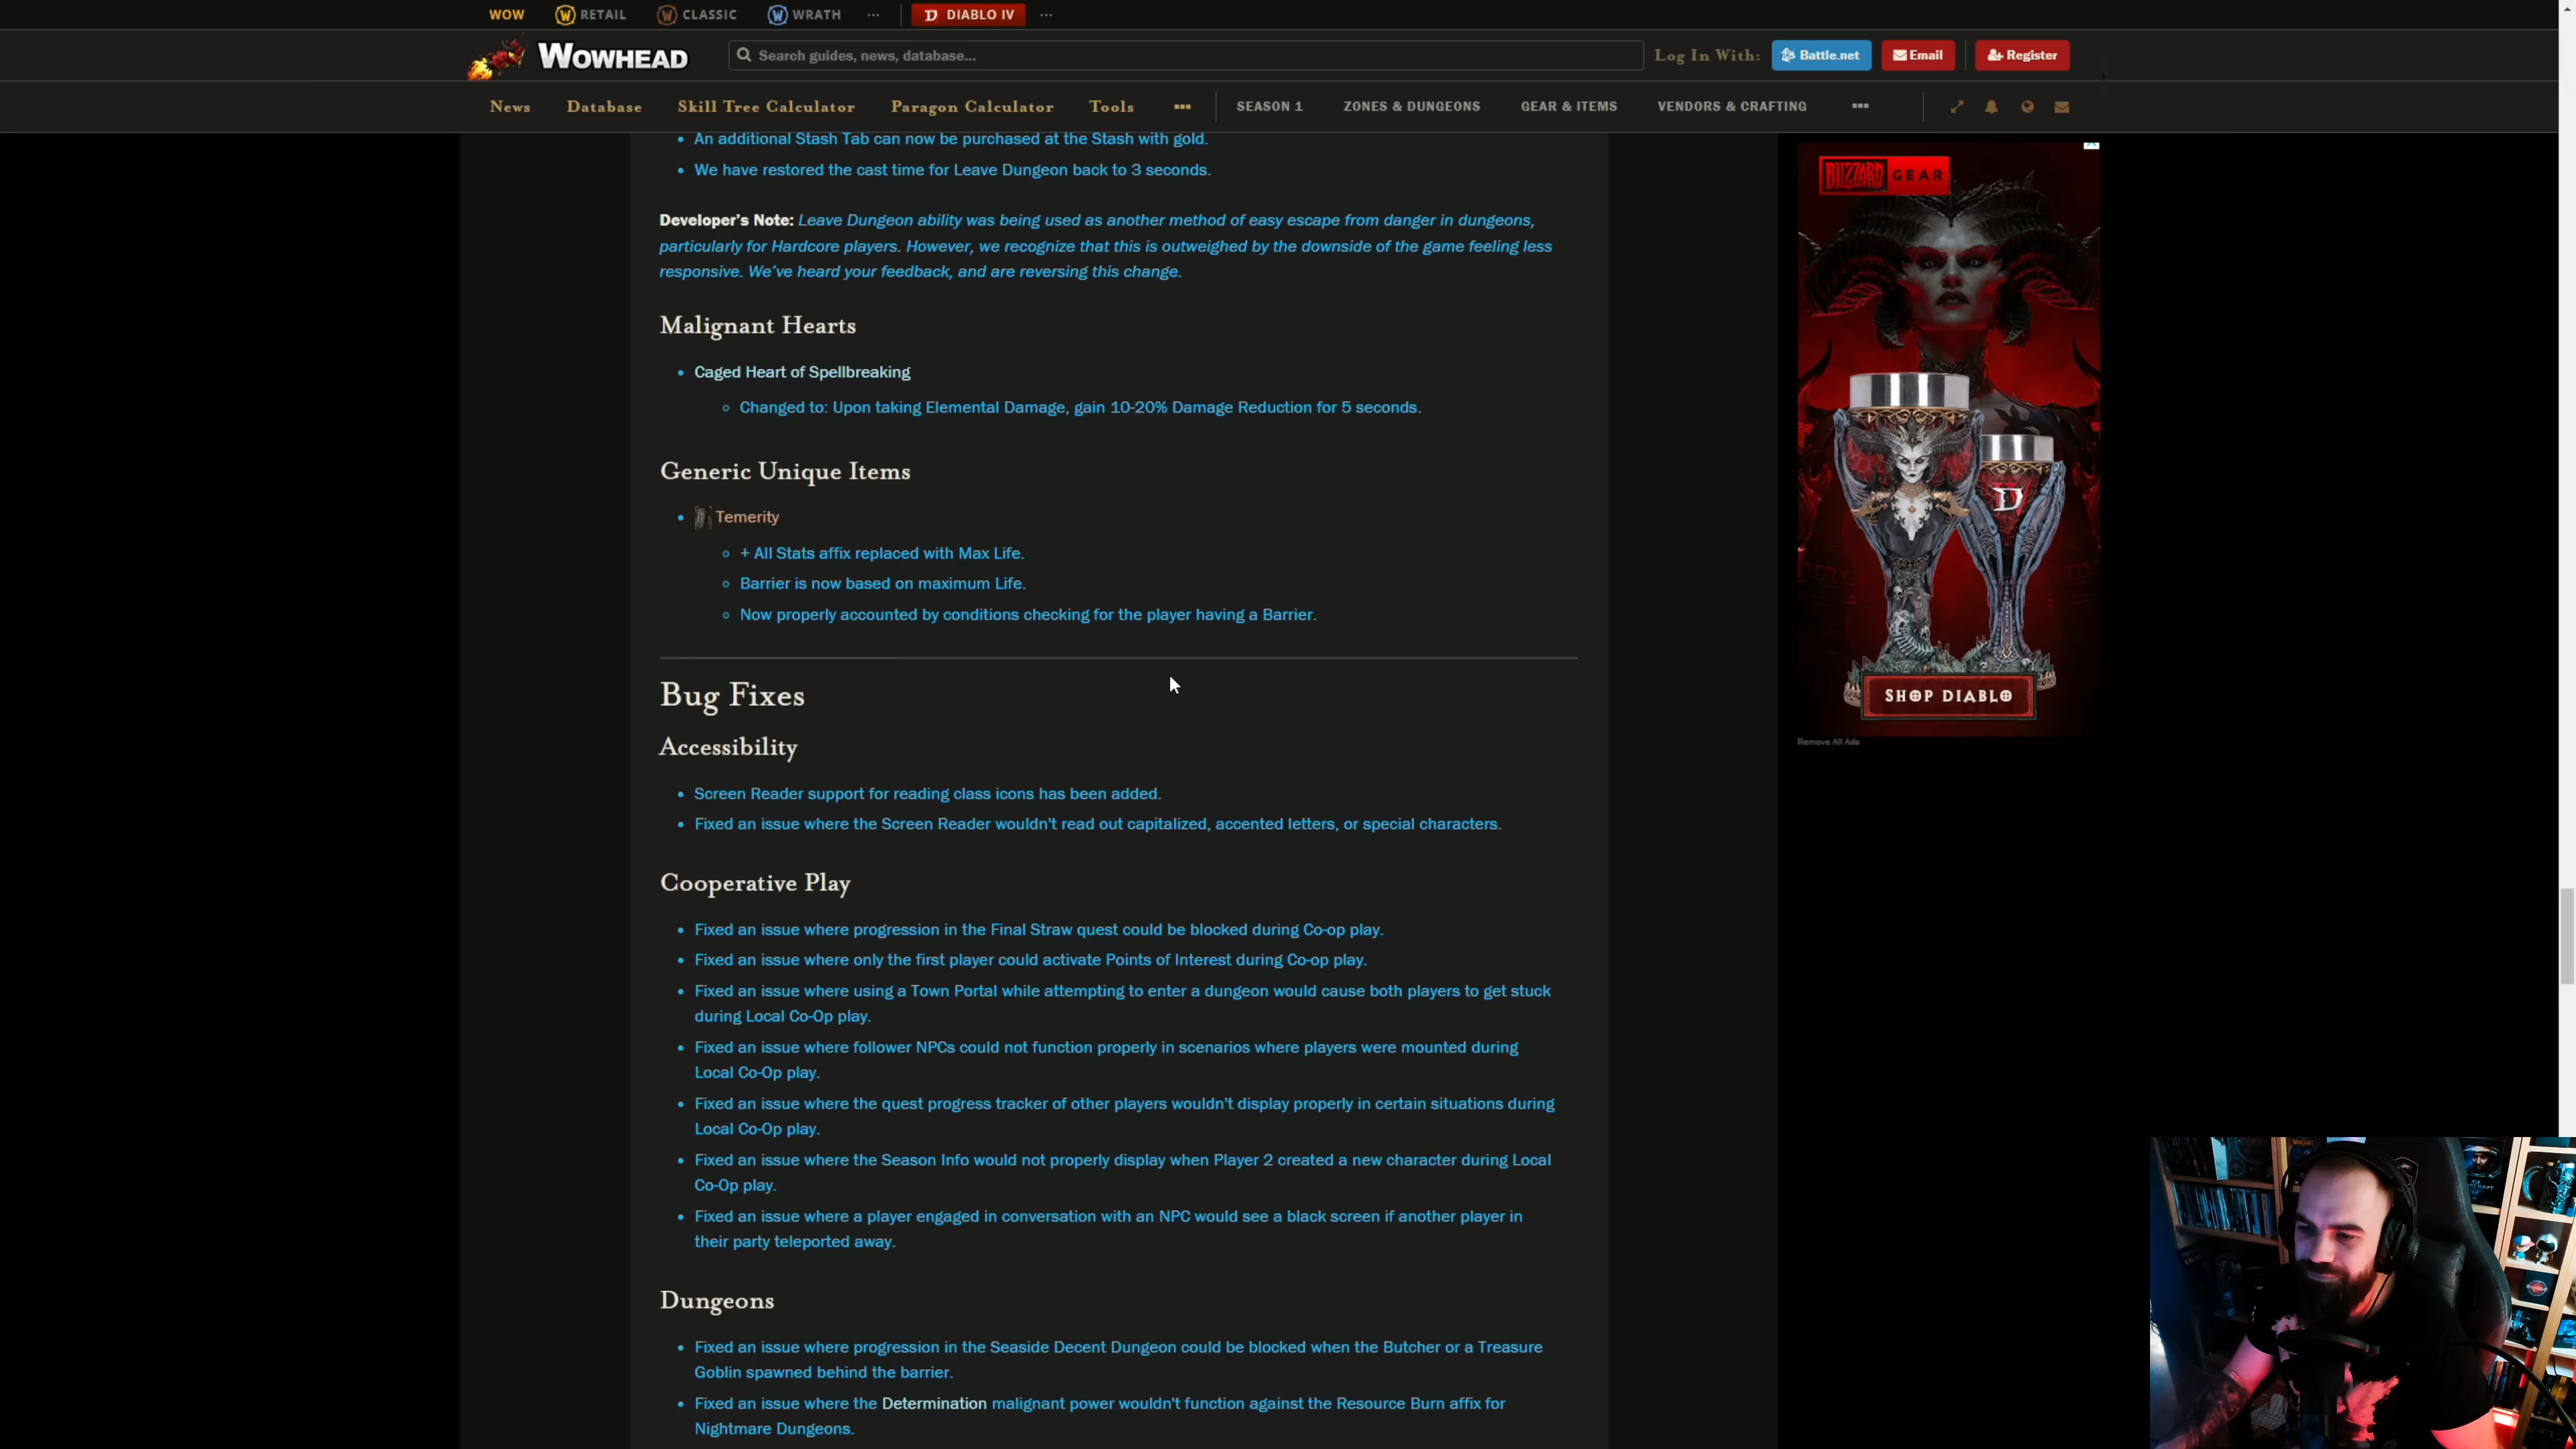 WOW RETAIL CLASSIC WRATH ··· DIABLO IV ···
WOWHEAD Search guides, news, database... Log In With: Battle.net Email Register
News Database Skill Tree Calculator Paragon Calculator Tools ··· SEASON 1 ZONES & DUNGEONS GEAR & ITEMS VENDORS & CRAFTING ···
An additional Stash Tab can now be purchased at the Stash with gold.
We have restored the cast time for Leave Dungeon back to 3 seconds.
Developer's Note: Leave Dungeon ability was being used as another method of easy escape from danger in dungeons,
particularly for Hardcore players. However, we recognize that this is outweighed by the downside of the game feeling less
responsive. We've heard your feedback, and are reversing this change.
Malignant Hearts
Caged Heart of Spellbreaking
Changed to: Upon taking Elemental Damage, gain 10-20% Damage Reduction for 5 seconds.
Generic Unique Items
Temerity
+ All Stats affix replaced with Max Life.
Barrier is now based on maximum Life.
Now properly accounted by conditions checking for the player having a Barrier.
Bug Fixes
Accessibility
Screen Reader support for reading class icons has been added.
Fixed an issue where the Screen Reader wouldn't read out capitalized, accented letters, or special characters.
Cooperative Play
Fixed an issue where progression in the Final Straw quest could be blocked during Co-op play.
Fixed an issue where only the first player could activate Points of Interest during Co-op play.
Fixed an issue where using a Town Portal while attempting to enter a dungeon would cause both players to get stuck
during Local Co-Op play.
Fixed an issue where follower NPCs could not function properly in scenarios where players were mounted during
Local Co-Op play.
Fixed an issue where the quest progress tracker of other players wouldn't display properly in certain situations during
Local Co-Op play.
Fixed an issue where the Season Info would not properly display when Player 2 created a new character during Local
Co-Op play.
Fixed an issue where a player engaged in conversation with an NPC would see a black screen if another player in
their party teleported away.
Dungeons
Fixed an issue where progression in the Seaside Decent Dungeon could be blocked when the Butcher or a Treasure
Goblin spawned behind the barrier.
Fixed an issue where the Determination malignant power wouldn't function against the Resource Burn affix for
Nightmare Dungeons.
BLIZZARD GEAR
D
SHOP DIABLO
Remove All Ads